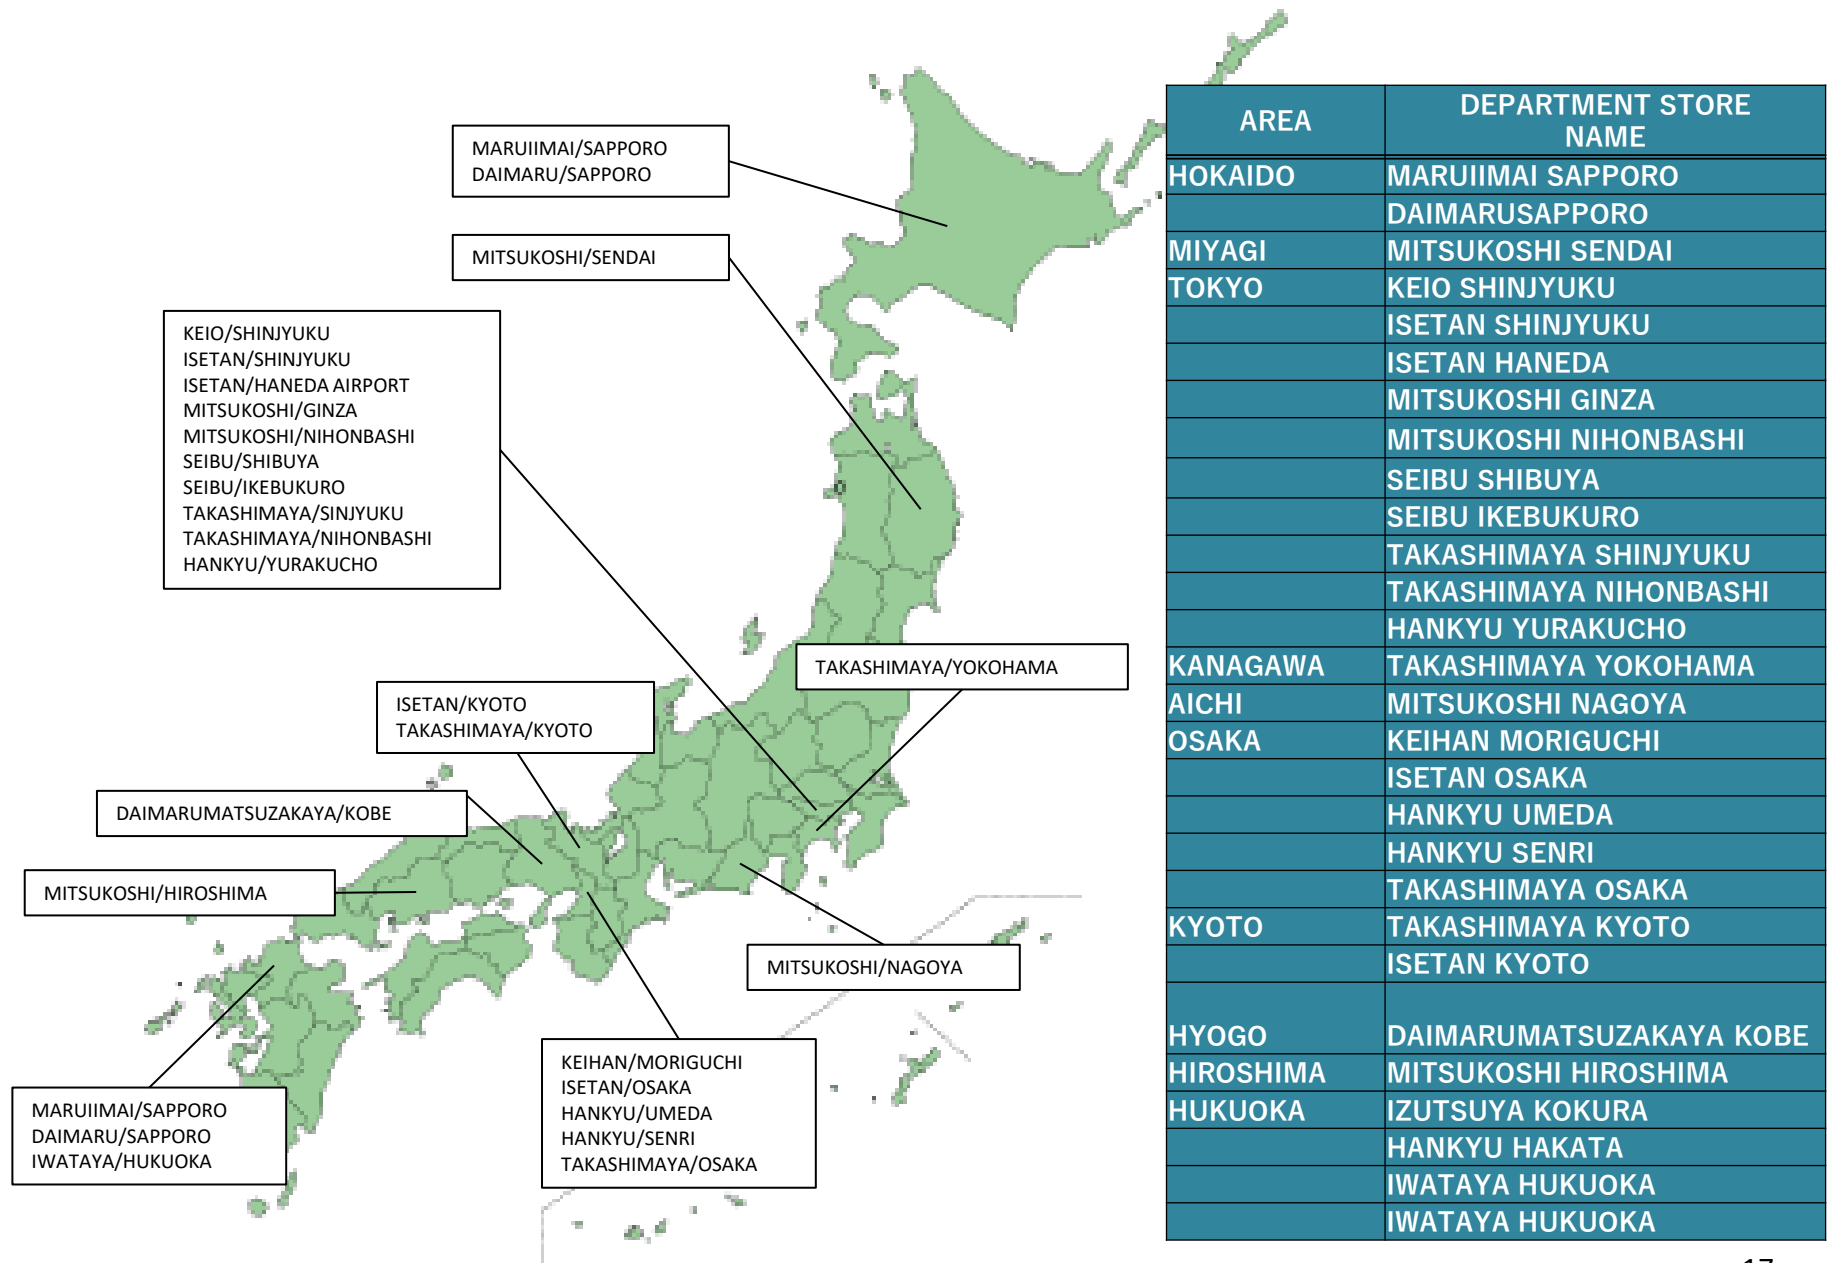 MARUIIMAI/SAPPORO
DAIMARU/SAPPORO
MITSUKOSHI/SENDAI
KEIO/SHINJYUKU
ISETAN/SHINJYUKU
ISETAN/HANEDA AIRPORT
MITSUKOSHI/GINZA
MITSUKOSHI/NIHONBASHI
SEIBU/SHIBUYA
SEIBU/IKEBUKURO
TAKASHIMAYA/SINJYUKU
TAKASHIMAYA/NIHONBASHI
HANKYU/YURAKUCHO
TAKASHIMAYA/YOKOHAMA
ISETAN/KYOTO
TAKASHIMAYA/KYOTO
DAIMARUMATSUZAKAYA/KOBE
MITSUKOSHI/HIROSHIMA
MITSUKOSHI/NAGOYA
KEIHAN/MORIGUCHI
ISETAN/OSAKA
HANKYU/UMEDA
HANKYU/SENRI
TAKASHIMAYA/OSAKA
MARUIIMAI/SAPPORO
DAIMARU/SAPPORO
IWATAYA/HUKUOKA
AREA DEPARTMENT STORE
NAME
HOKAIDO MARUIIMAI SAPPORO
DAIMARUSAPPORO
MIYAGI MITSUKOSHI SENDAI
TOKYO KEIO SHINJYUKU
ISETAN SHINJYUKU
ISETAN HANEDA
MITSUKOSHI GINZA
MITSUKOSHI NIHONBASHI
SEIBU SHIBUYA
SEIBU IKEBUKURO
TAKASHIMAYA SHINJYUKU
TAKASHIMAYA NIHONBASHI
HANKYU YURAKUCHO
KANAGAWA TAKASHIMAYA YOKOHAMA
AICHI MITSUKOSHI NAGOYA
OSAKA KEIHAN MORIGUCHI
ISETAN OSAKA
HANKYU UMEDA
HANKYU SENRI
TAKASHIMAYA OSAKA
KYOTO TAKASHIMAYA KYOTO
ISETAN KYOTO
HYOGO DAIMARUMATSUZAKAYA KOBE
HIROSHIMA MITSUKOSHI HIROSHIMA
HUKUOKA IZUTSUYA KOKURA
HANKYU HAKATA
IWATAYA HUKUOKA
IWATAYA HUKUOKA